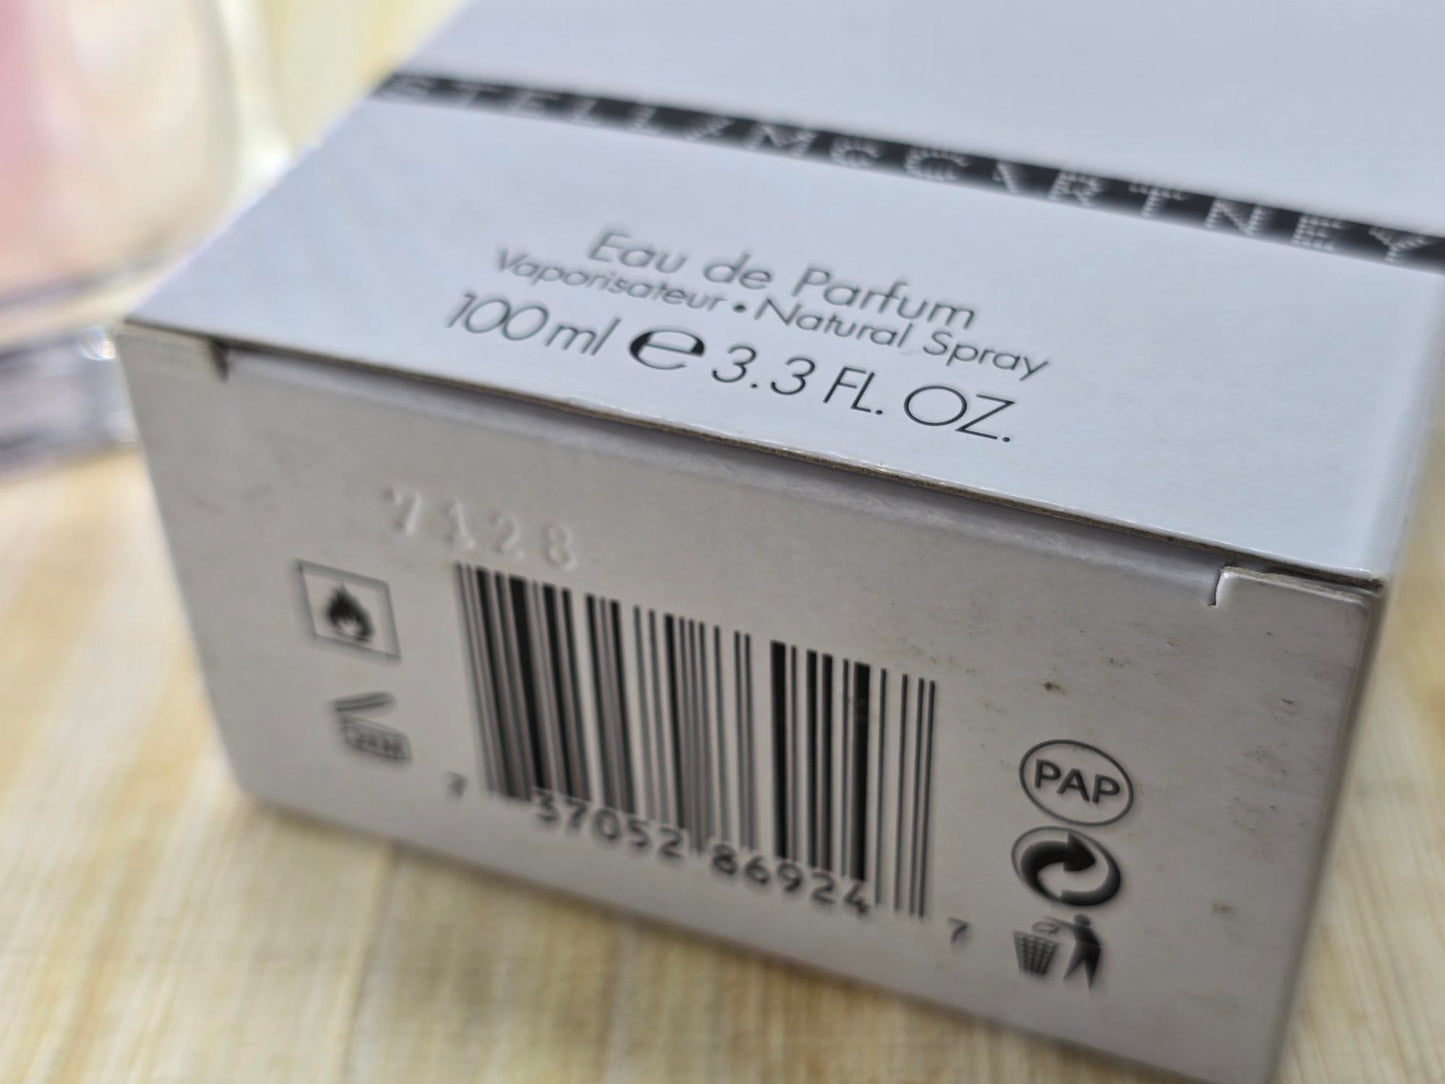 STELLA McCARTNEY
Eau de Parfum
Vaporisateur • Natural Spray
100 ml ℮ 3.3 FL. OZ.
7128
7 37052 86924 7
PAP